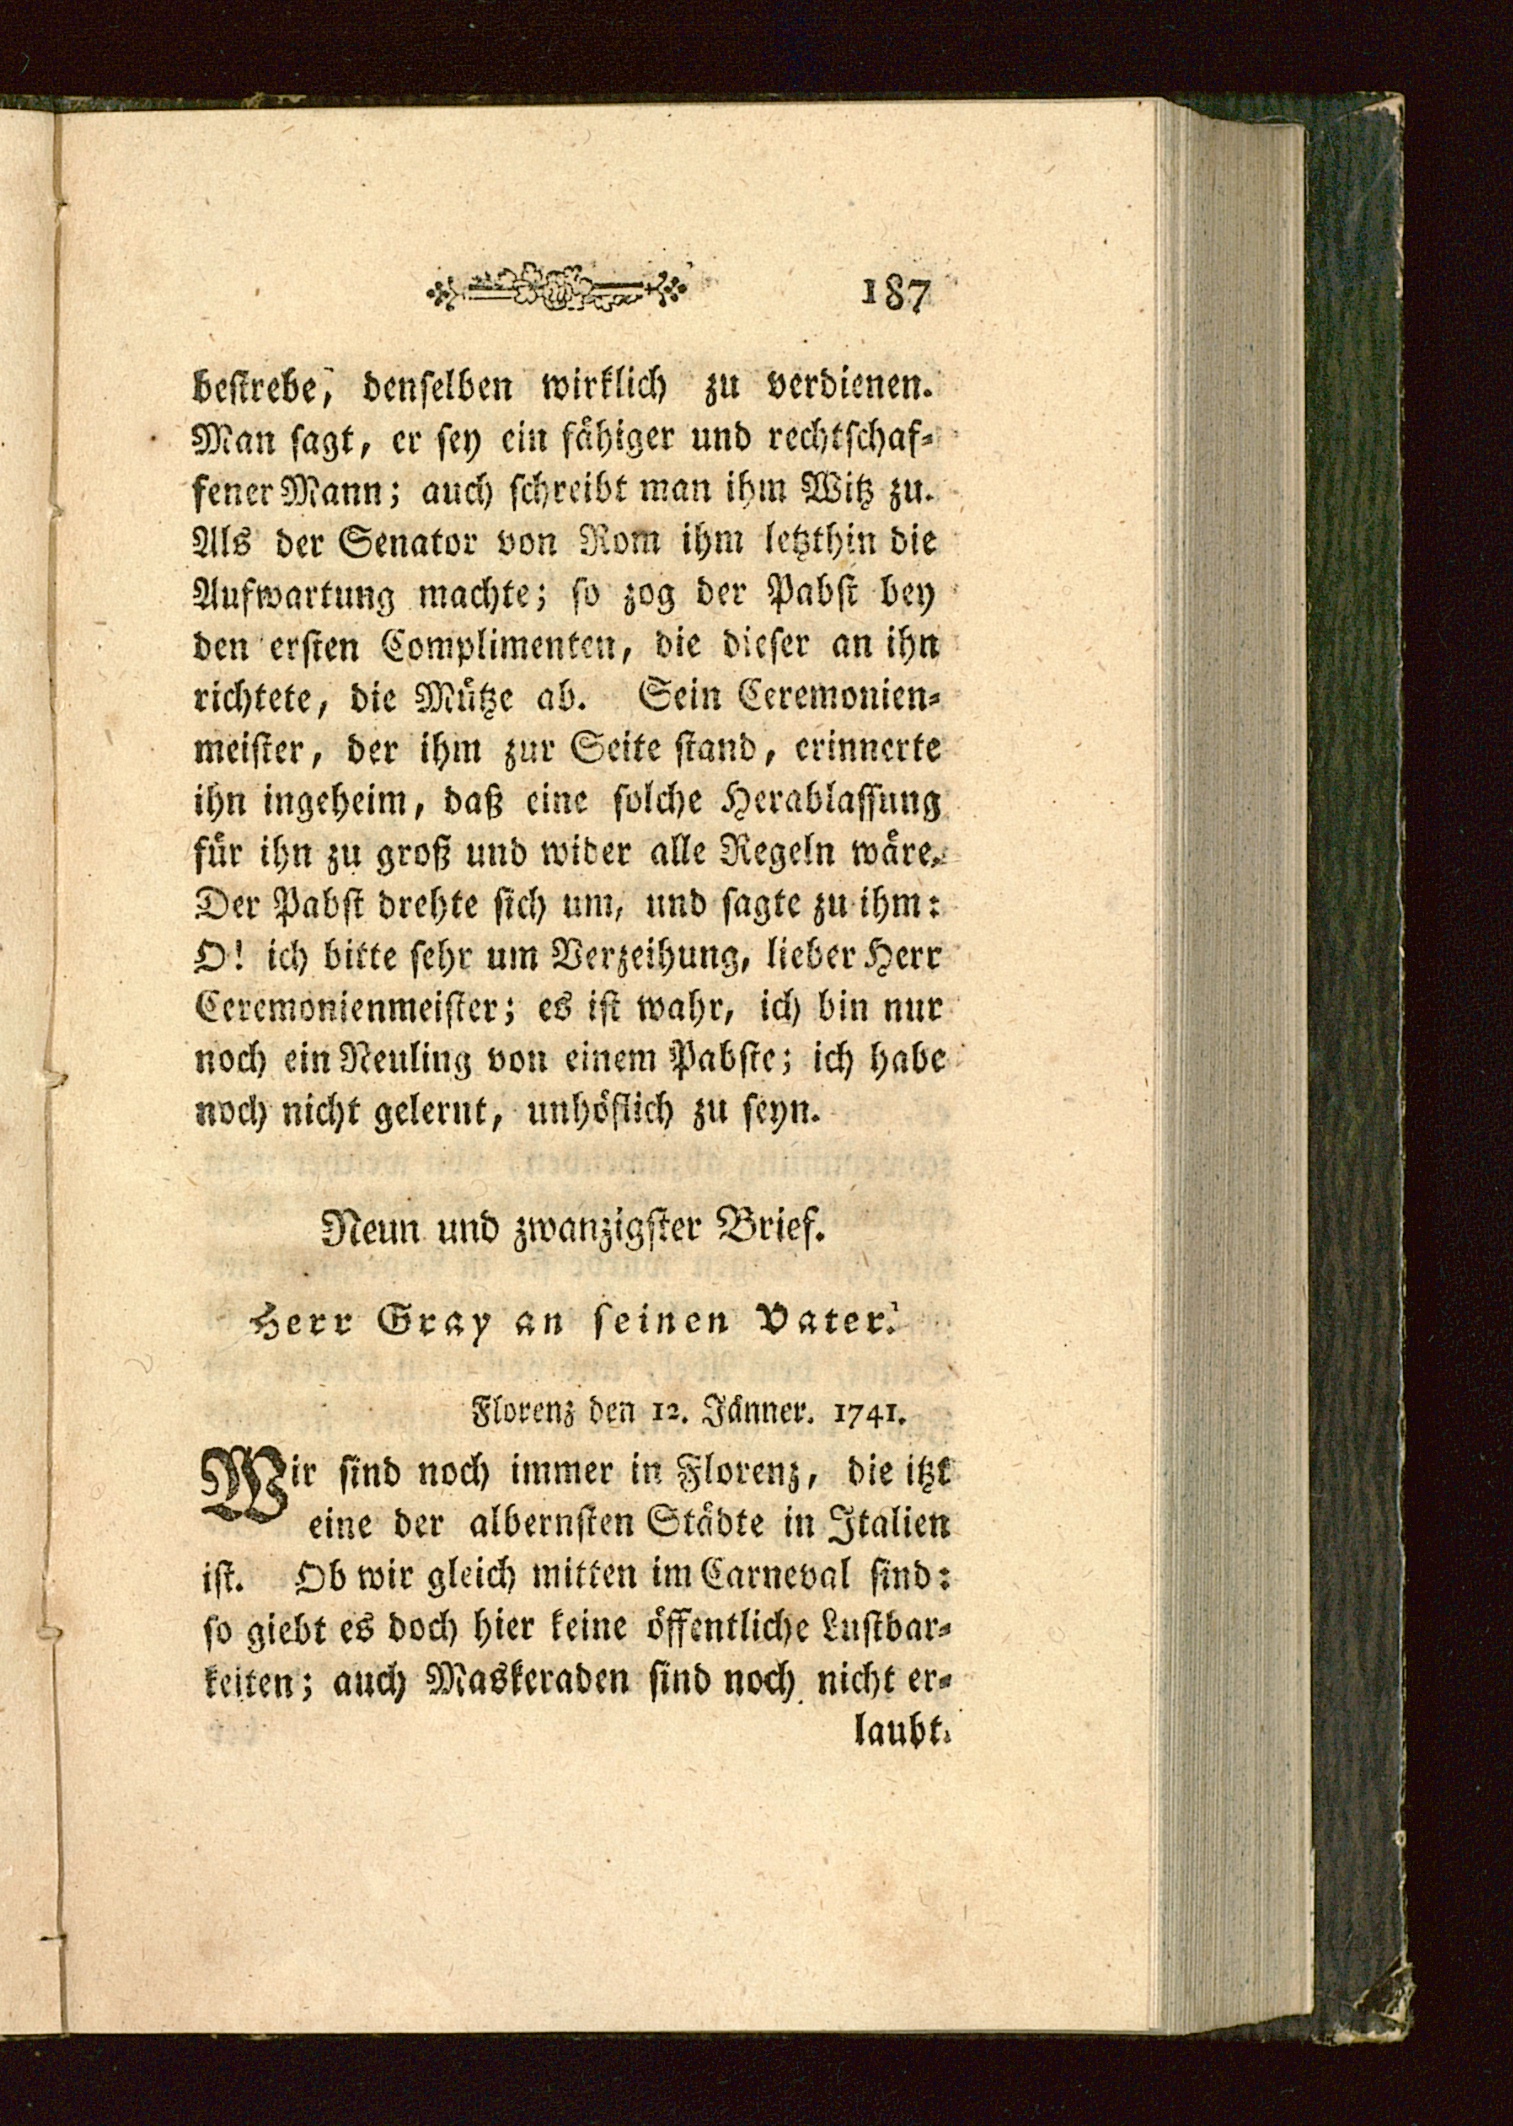 187
bestrebe, denselben wirklich zu verdienen.
Man sagt, er sey ein fähiger und rechtschaf-
fener Mann; auch schreibt man ihm Witz zu.
Als der Senator von Rom ihm letzthin die
Aufwartung machte; so zog der Pabst bey
den ersten Complimenten, die dieser an ihn
richtete, die Mütze ab. Sein Ceremonien-
meister, der ihm zur Seite stand, erinnerte
ihn ingeheim, daß eine solche Herablassung
für ihn zu groß und wider alle Regeln wäre.
Der Pabst drehte sich um, und sagte zu ihm:
O! ich bitte sehr um Verzeihung, lieber Herr
Ceremonienmeister; es ist wahr, ich bin nur
noch ein Neuling von einem Pabste; ich habe
noch nicht gelernt, unhöflich zu seyn.
Neun und zwanzigster Brief.
Herr Gray an seinen Vater.
Florenz den 12. Jänner. 1741.
Wir sind noch immer in Florenz, die itzt
eine der albernsten Städte in Italien
ist. Ob wir gleich mitten im Carneval sind:
so giebt es doch hier keine öffentliche Lustbar-
keiten; auch Maskeraden sind noch nicht er-
laubt.